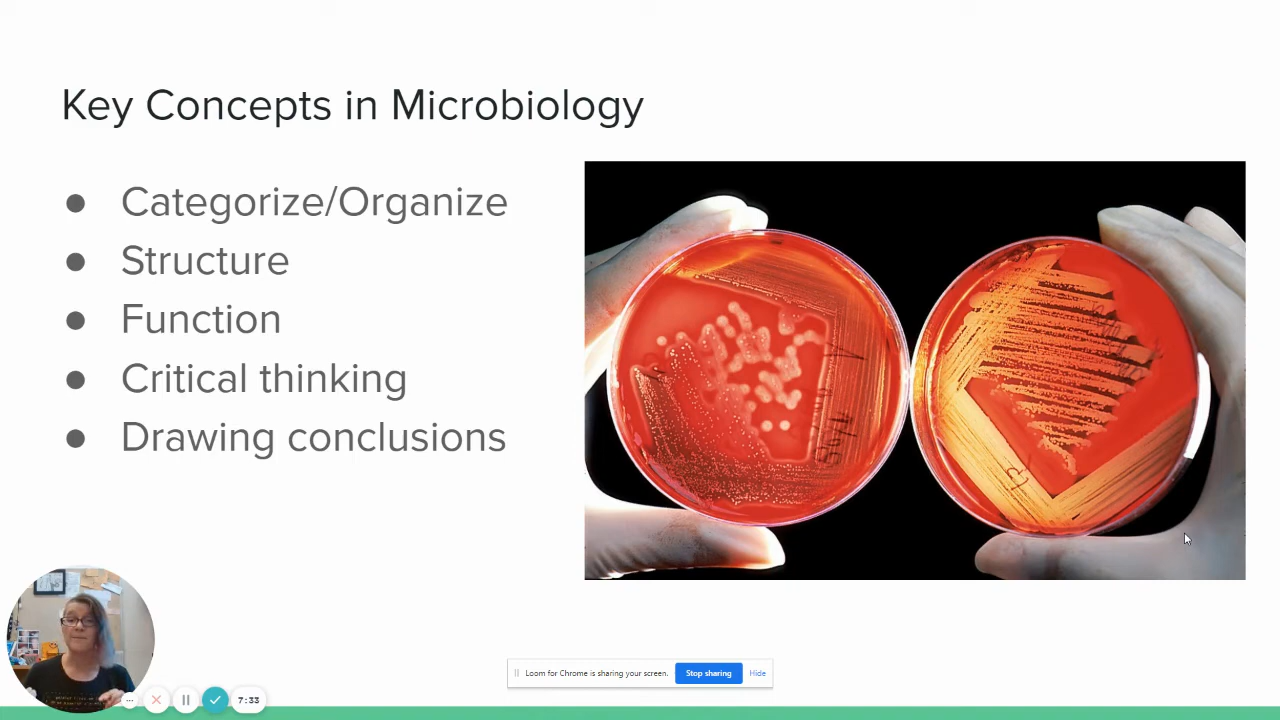 Key Concepts in Microbiology
● Categorize/Organize
● Structure
● Function
● Critical thinking
● Drawing conclusions
Loom for Chrome is sharing your screen. Stop sharing Hide
7:33